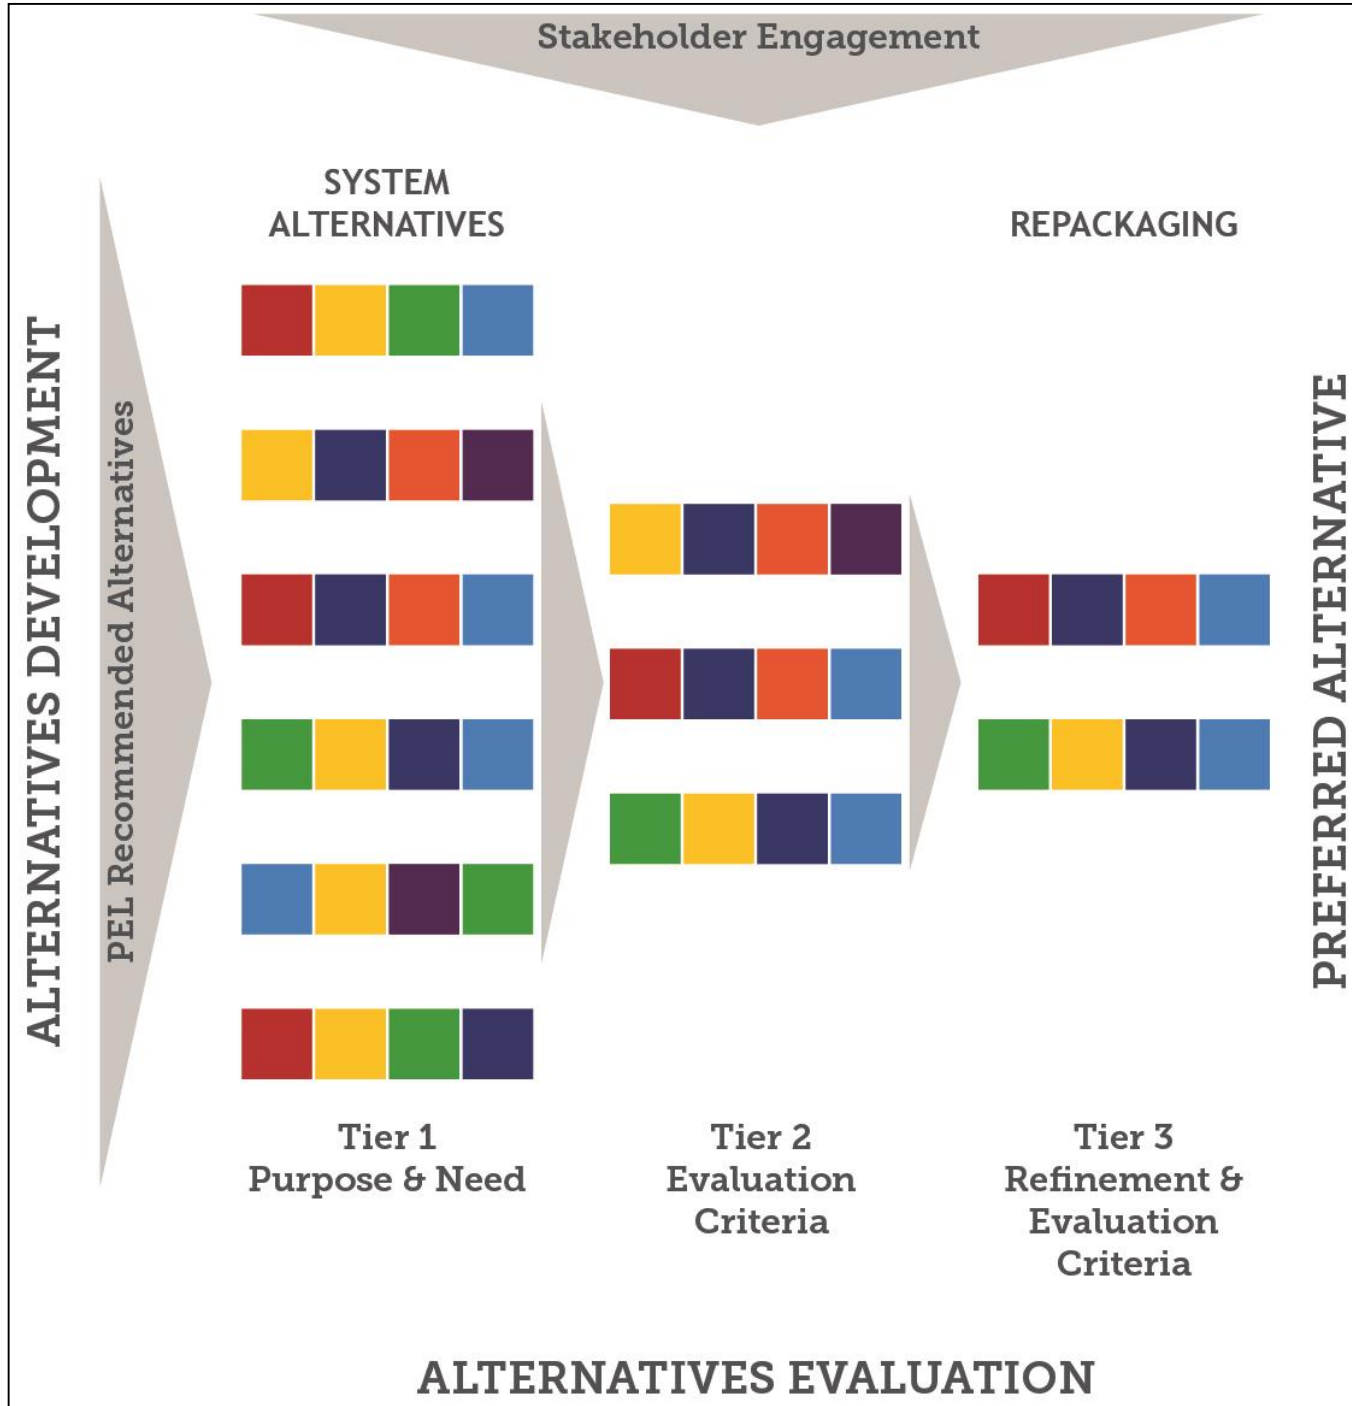 Stakeholder Engagement
SYSTEM
ALTERNATIVES
REPACKAGING
ALTERNATIVES DEVELOPMENT
PEL Recommended Alternatives
PREFERRED ALTERNATIVE
Tier 1
Purpose & Need
Tier 2
Evaluation
Criteria
Tier 3
Refinement &
Evaluation
Criteria
ALTERNATIVES EVALUATION